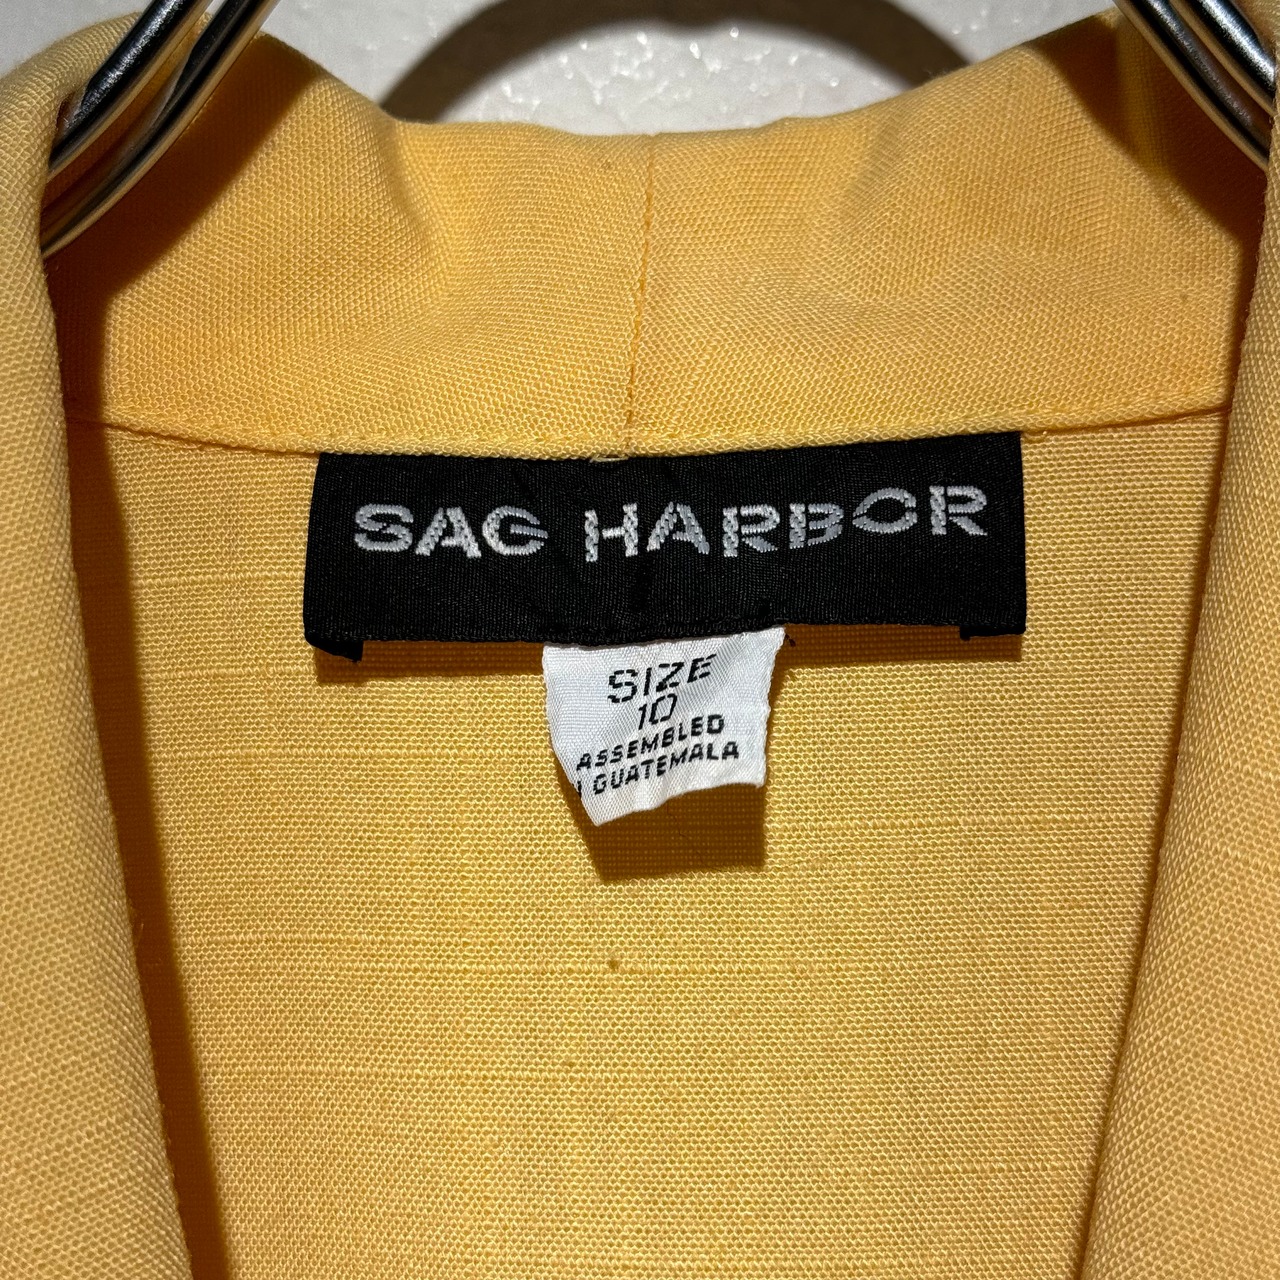 SAG HARBOR
SIZE
10
ASSEMBLED
GUATEMALA